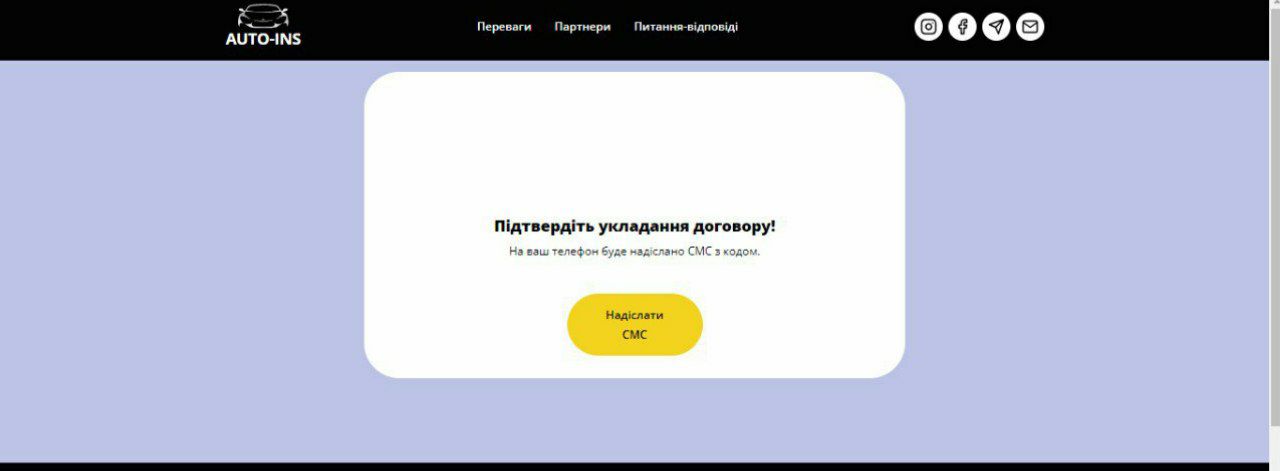 AUTO-INS
Переваги Партнери Питання-відповіді
Підтвердіть укладання договору!
На ваш телефон буде надіслано СМС з кодом.
Надіслати
СМС